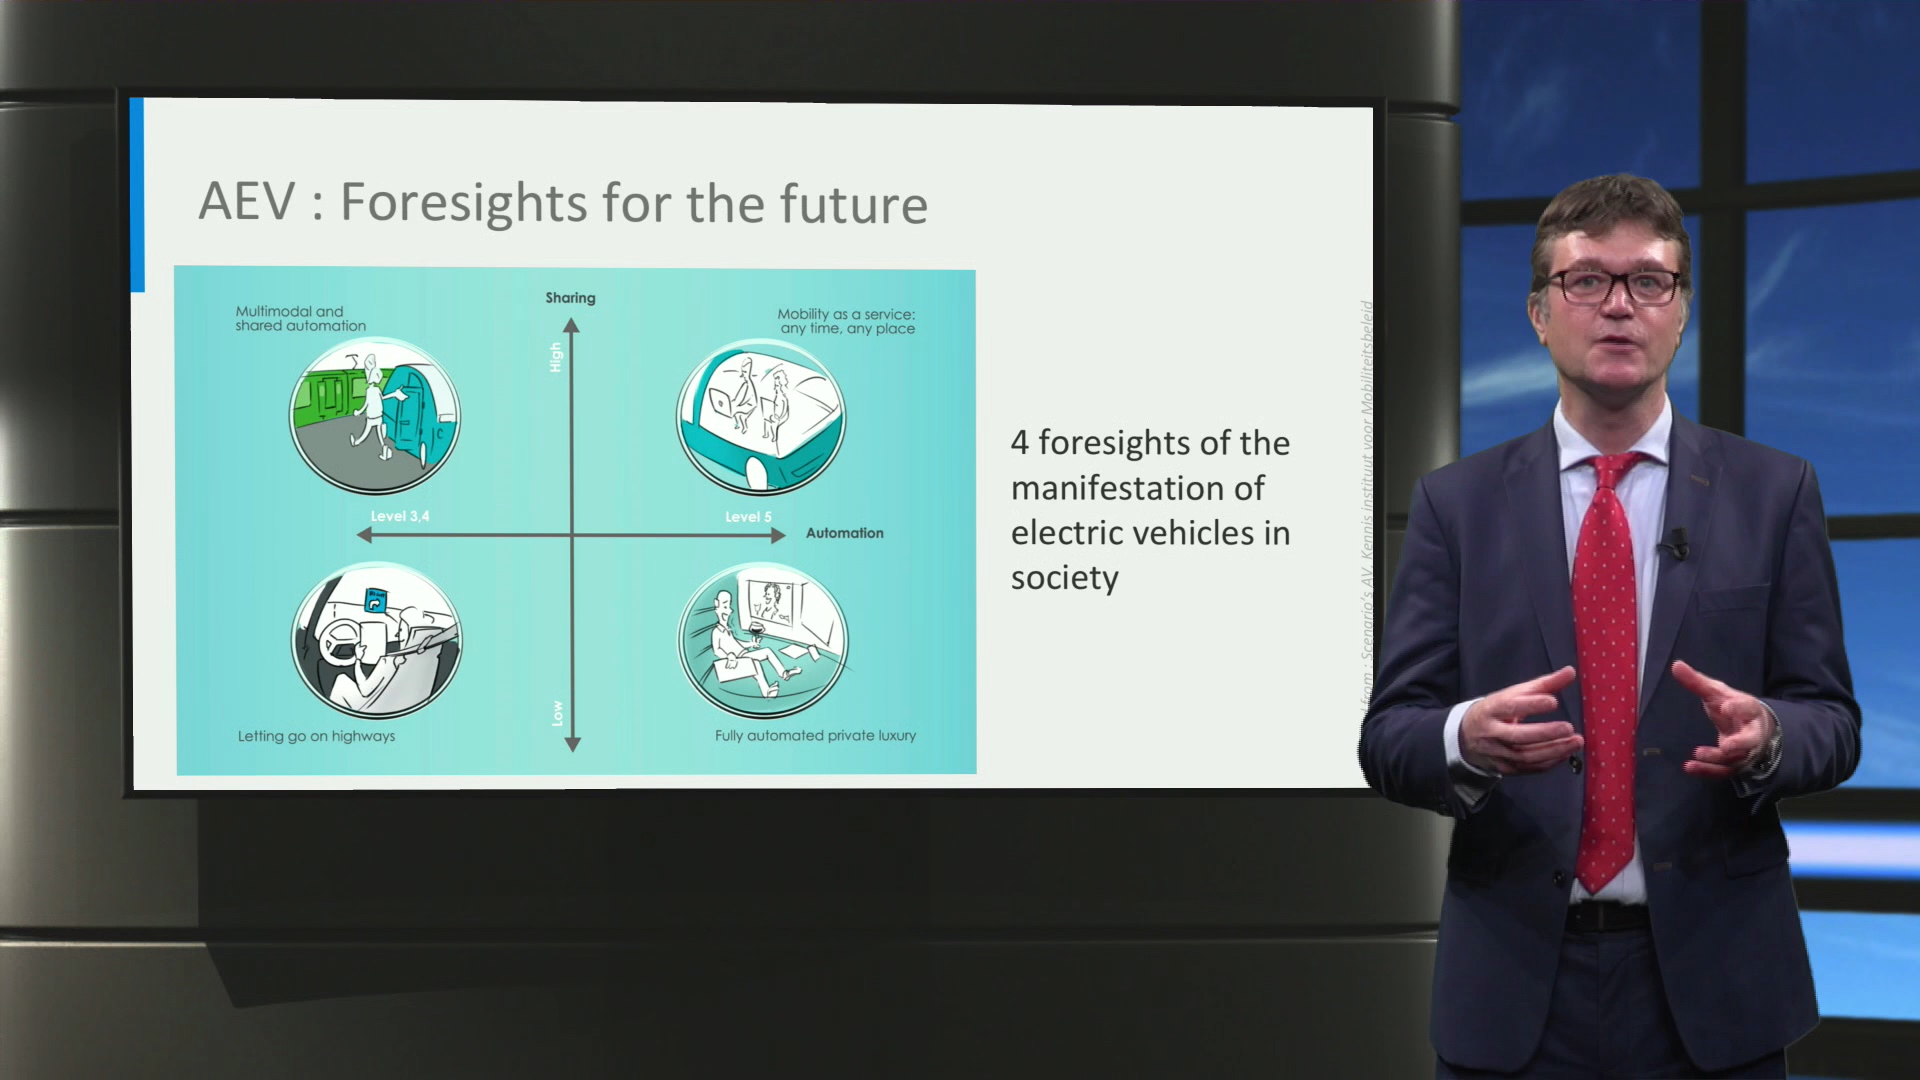 AEV : Foresights for the future
Sharing
Multimodal and
shared automation
Mobility as a service:
any time, any place
High
Level 3,4
Level 5
Automation
Low
Letting go on highways
Fully automated private luxury
4 foresights of the
manifestation of
electric vehicles in
society
from : Scenario's AV, Kennis instituut voor Mobiliteitsbeleid